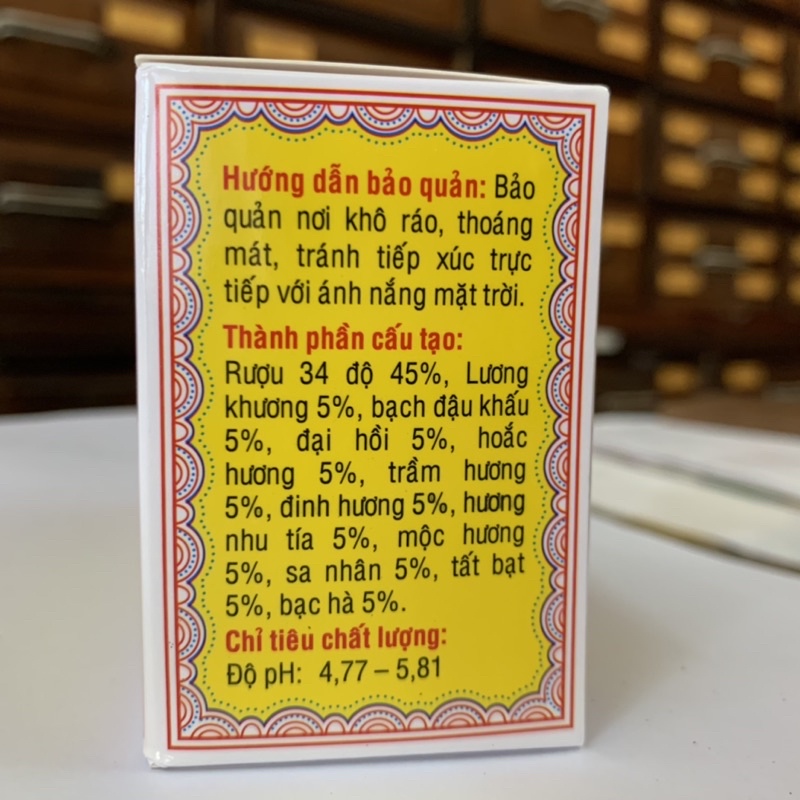 Hướng dẫn bảo quản: Bảo
quản nơi khô ráo, thoáng
mát, tránh tiếp xúc trực
tiếp với ánh nắng mặt trời.
Thành phần cấu tạo:
Rượu 34 độ 45%, Lương
khương 5%, bạch đậu khấu
5%, đại hồi 5%, hoắc
hương 5%, trầm hương
5%, đinh hương 5%, hương
nhu tía 5%, mộc hương
5%, sa nhân 5%, tất bạt
5%, bạc hà 5%.
Chỉ tiêu chất lượng:
Độ pH: 4,77 – 5,81